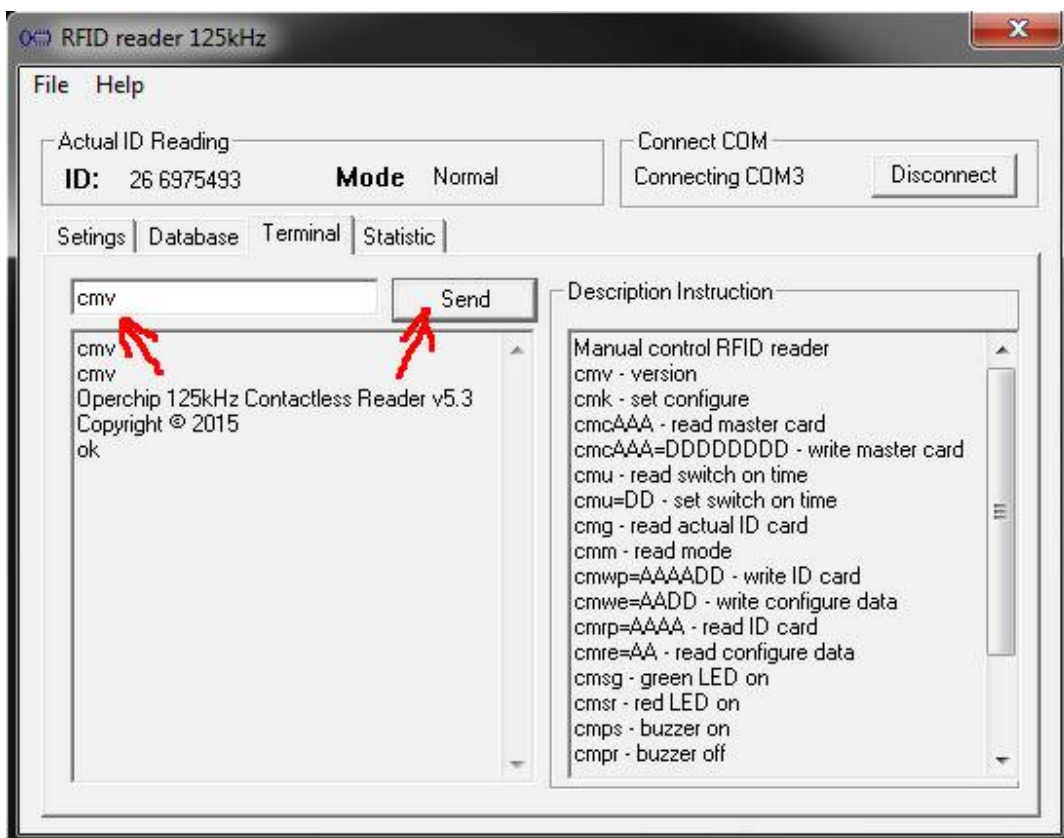 RFID reader 125kHz
File Help
Actual ID Reading
ID: 26 6975493 Mode Normal
Connect COM
Connecting COM3 Disconnect
Setings Database Terminal Statistic
cmv Send
cmv
cmv
Operchip 125kHz Contactless Reader v5.3
Copyright © 2015
ok
Description Instruction
Manual control RFID reader
cmv - version
cmk - set configure
cmcAAA - read master card
cmcAAA=DDDDDDDD - write master card
cmu - read switch on time
cmu=DD - set switch on time
cmg - read actual ID card
cmm - read mode
cmwp=AAAADD - write ID card
cmwe=AADD - write configure data
cmrp=AAAA - read ID card
cmre=AA - read configure data
cmsg - green LED on
cmsr - red LED on
cmps - buzzer on
cmpr - buzzer off